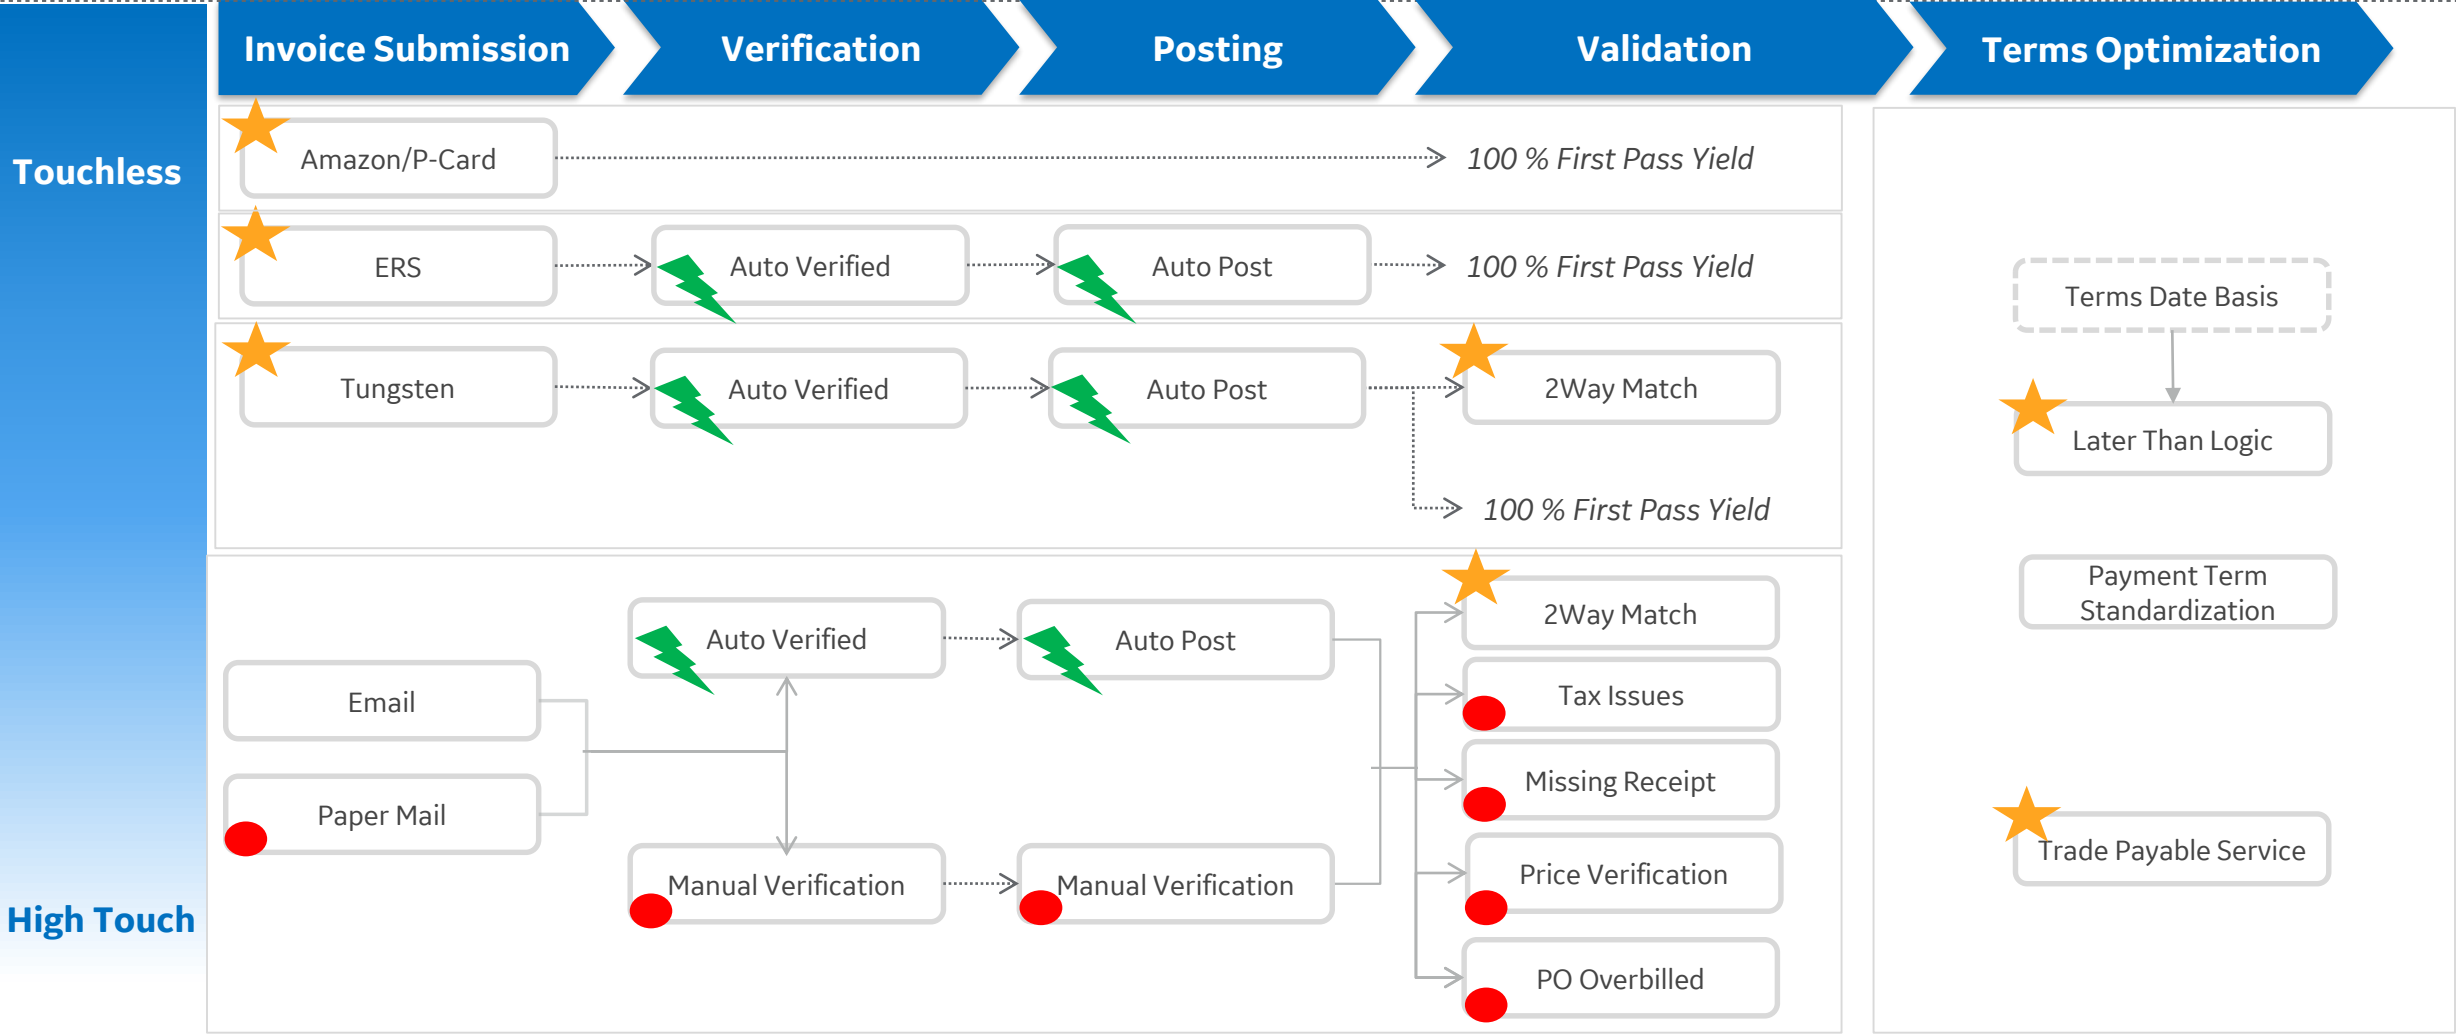 Invoice Submission
Verification
Posting
Validation
Terms Optimization
Touchless
Amazon/P-Card
100 % First Pass Yield
ERS
Auto Verified
Auto Post
100 % First Pass Yield
Tungsten
Auto Verified
Auto Post
2Way Match
100 % First Pass Yield
High Touch
Email
Paper Mail
Auto Verified
Auto Post
Manual Verification
Manual Verification
2Way Match
Tax Issues
Missing Receipt
Price Verification
PO Overbilled
Terms Date Basis
Later Than Logic
Payment Term
Standardization
Trade Payable Service